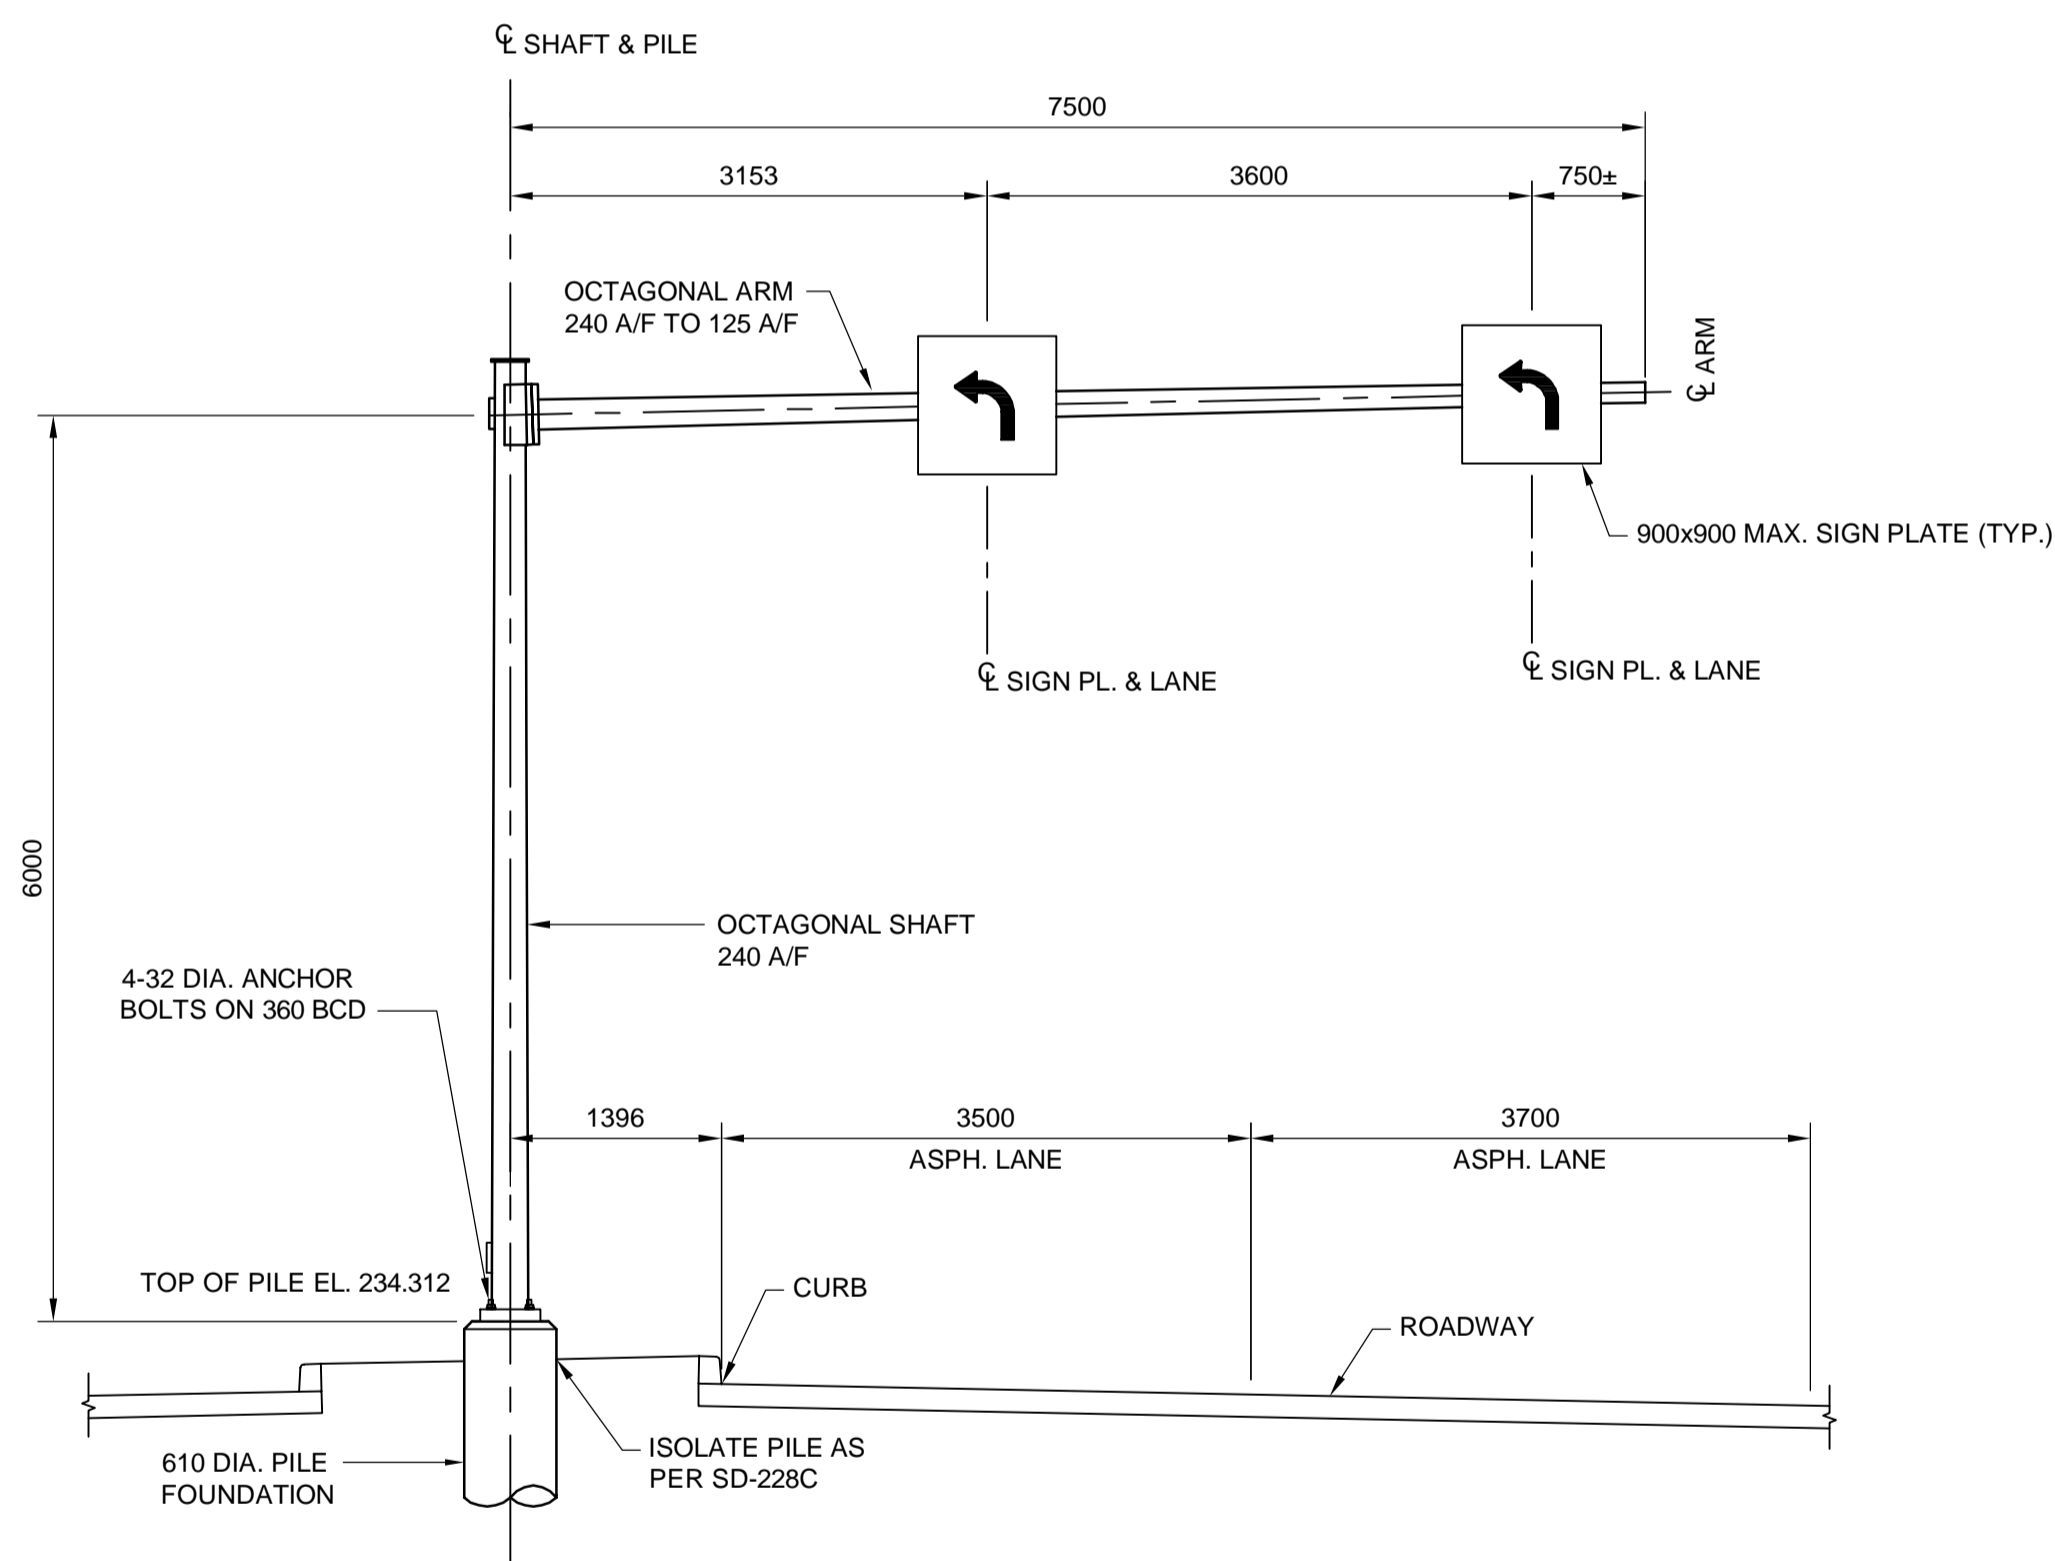 ℄ SHAFT & PILE
7500
3153
3600
750±
OCTAGONAL ARM
240 A/F TO 125 A/F
℄ ARM
900x900 MAX. SIGN PLATE (TYP.)
℄ SIGN PL. & LANE
℄ SIGN PL. & LANE
6000
OCTAGONAL SHAFT
240 A/F
4-32 DIA. ANCHOR
BOLTS ON 360 BCD
1396
3500
ASPH. LANE
3700
ASPH. LANE
TOP OF PILE EL. 234.312
CURB
ROADWAY
ISOLATE PILE AS
PER SD-228C
610 DIA. PILE
FOUNDATION